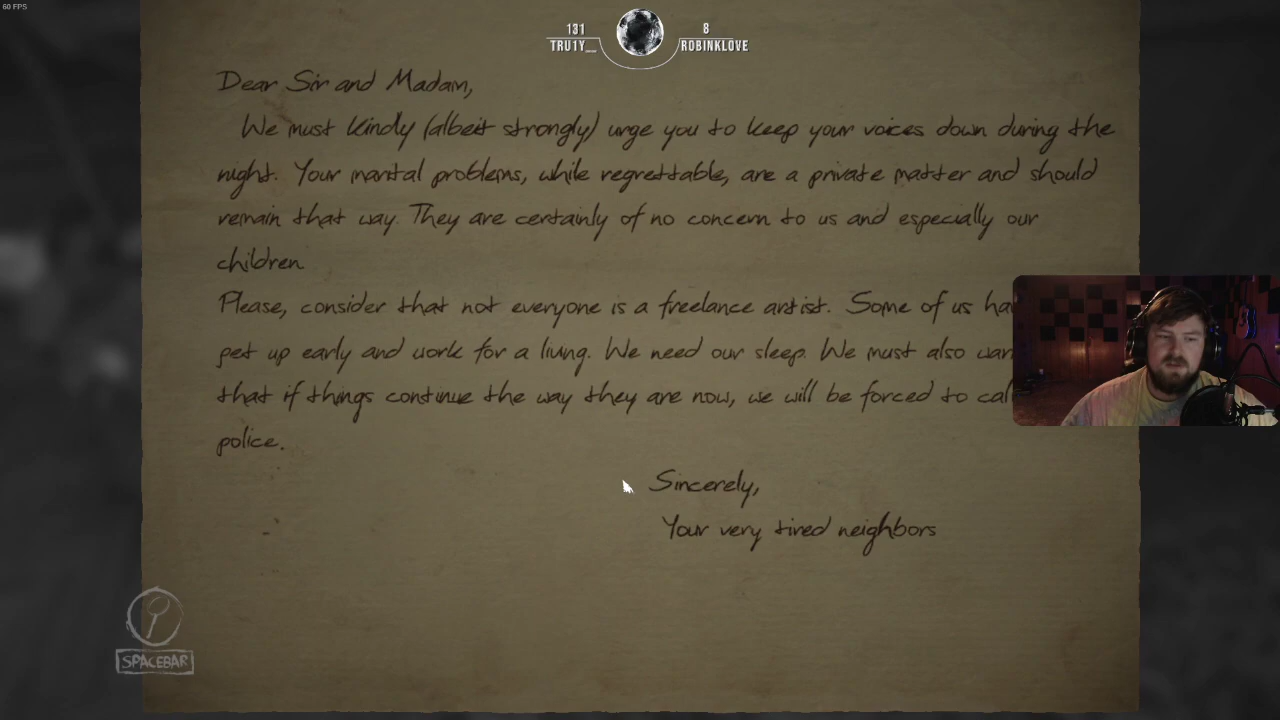 60 FPS
131
8
TRU1Y__
ROBINKLOVE
Dear Sir and Madam,
We must kindly (albeit strongly) urge you to keep your voices down during the
night. Your marital problems, while regrettable, are a private matter and should
remain that way. They are certainly of no concern to us and especially our
children.
Please, consider that not everyone is a freelance artist. Some of us
get up early and work for a living. We need our sleep. We must also
that if things continue the way they are now, we will be forced to
police.
Sincerely,
Your very tired neighbors
SPACEBAR